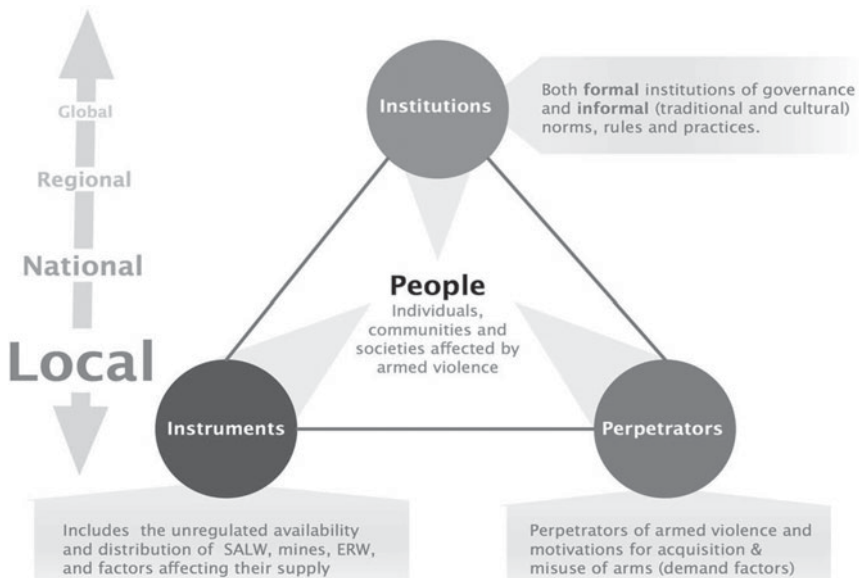 Global
Regional
National
Local
Institutions
Both formal institutions of governance
and informal (traditional and cultural)
norms, rules and practices.
People
Individuals,
communities and
societies affected by
armed violence
Instruments
Perpetrators
Includes the unregulated availability
and distribution of SALW, mines, ERW,
and factors affecting their supply
Perpetrators of armed violence and
motivations for acquisition &
misuse of arms (demand factors)